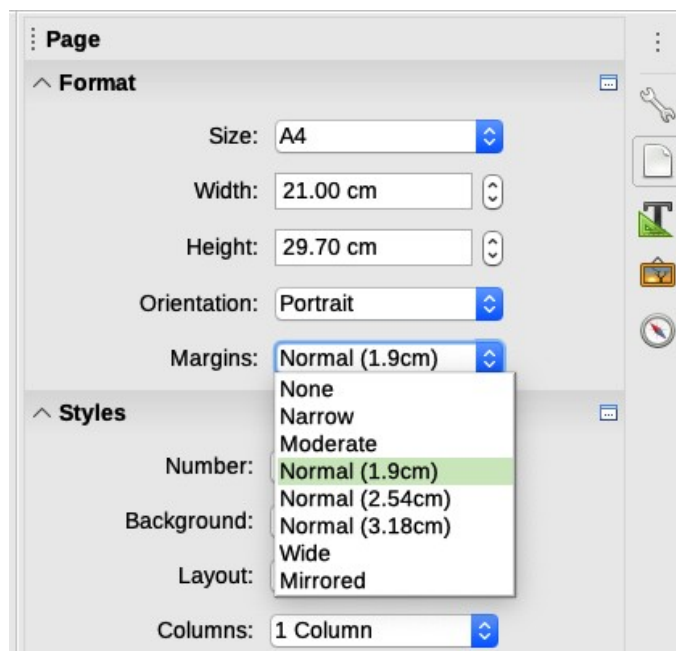 Page
Format
Size: A4
Width: 21.00 cm
Height: 29.70 cm
Orientation: Portrait
Margins: Normal (1.9cm)
None
Narrow
Moderate
Normal (1.9cm)
Normal (2.54cm)
Normal (3.18cm)
Wide
Mirrored
Styles
Number:
Background:
Layout:
Columns: 1 Column